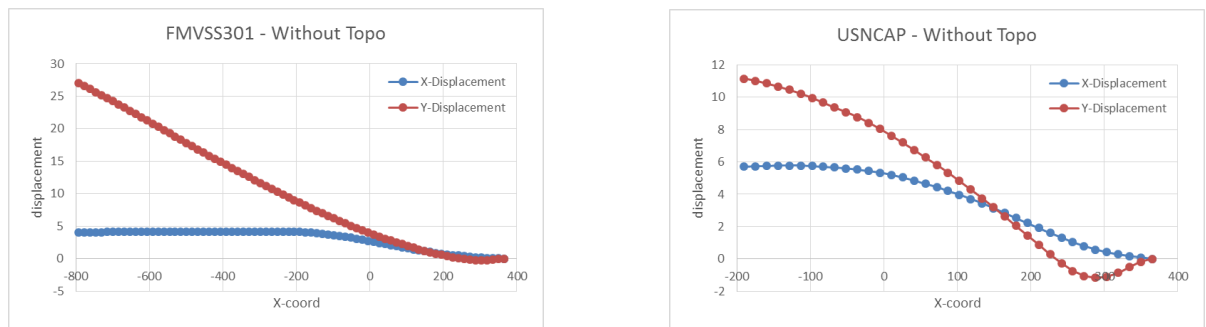 FMVSS301 - Without Topo
30
25
20
15
10
5
0
-5
displacement
X-Displacement
Y-Displacement
-800 -600 -400 -200 0 200 400
X-coord
USNCAP - Without Topo
12
10
8
6
4
2
0
-2
displacement
X-Displacement
Y-Displacement
-200 -100 0 100 200 300 400
X-coord